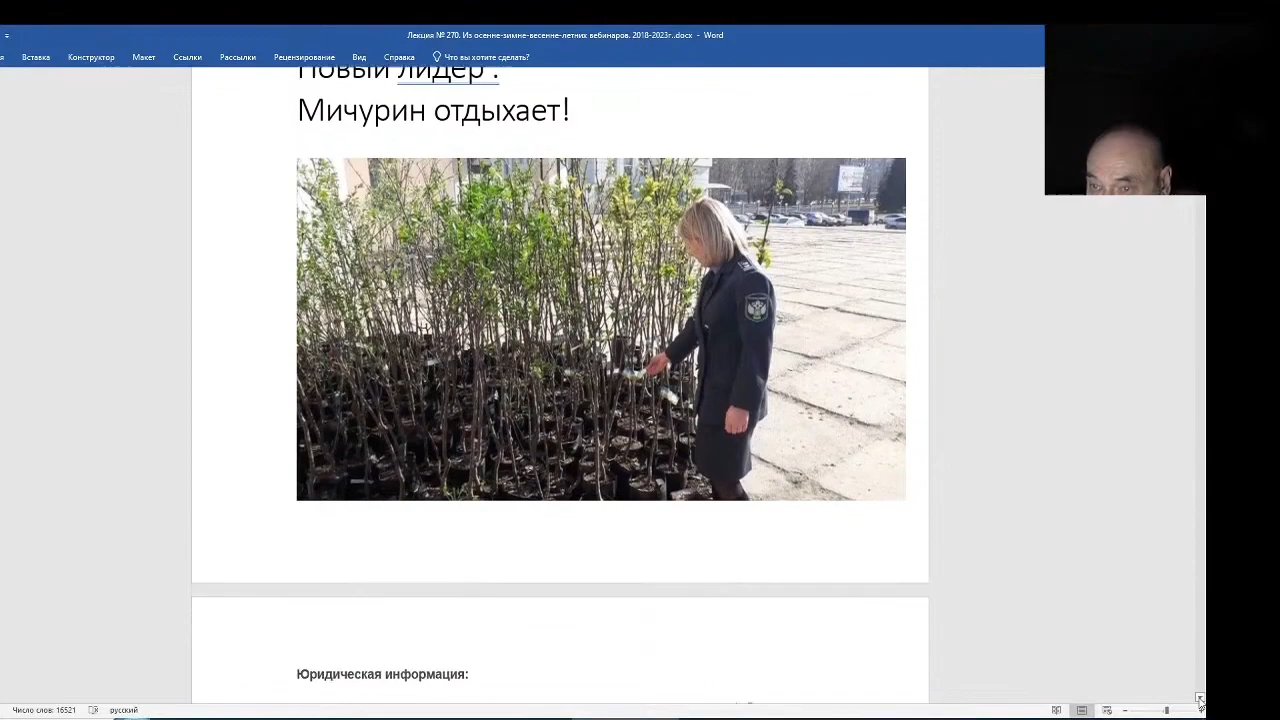 Лекция № 270. Из осенне-зимне-весенне-летних вебинаров. 2018-2023г..docx - Word
я Вставка Конструктор Макет Ссылки Рассылки Рецензирование Вид Справка Что вы хотите сделать?
Новый лидер .
Мичурин отдыхает!
Юридическая информация:
Число слов: 16521 русский